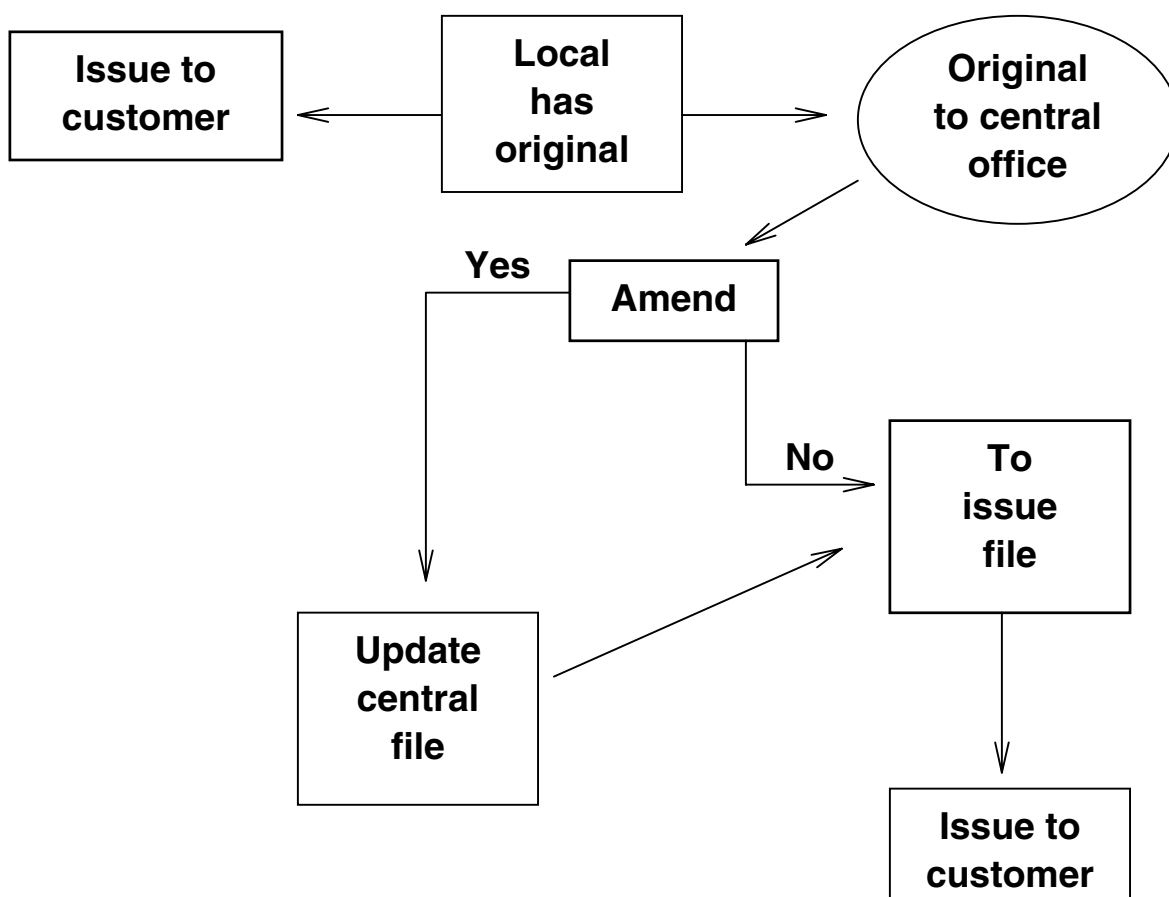 Issue to
customer
Local
has
original
Original
to central
office
Yes
Amend
No
To
issue
file
Update
central
file
Issue to
customer